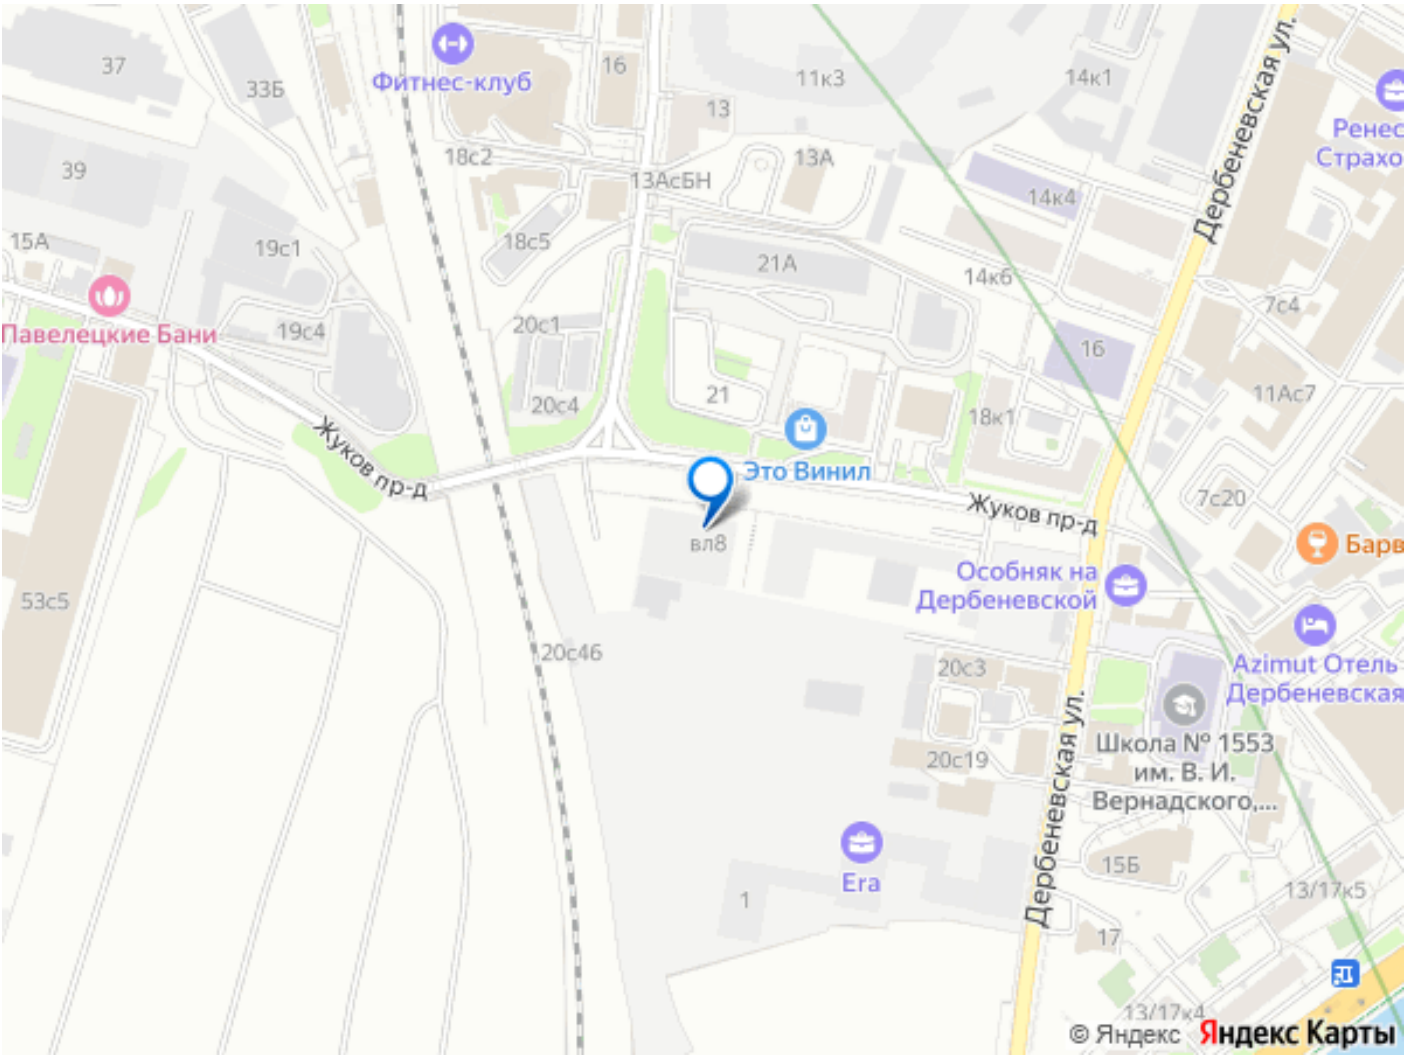 37
33Б
Фитнес-клуб
16
11к3
14к1
Дербеневская ул.
Ренес
Страхо
13
39
18с2
13А
13АсБН
14к4
15А
19с1
18с5
21А
14к6
7с4
Павелецкие Бани
19с4
20с1
16
20с4
21
18к1
11Ас7
Жуков пр-д
Это Винил
7с20
Жуков пр-д
вл8
Барв
Особняк на
Дербеневской
53с5
20с46
20с3
Azimut Отель
Дербеневская
Дербеневская ул.
20с19
Школа № 1553
им. В. И.
Вернадского,...
Era
15Б
1
13/17к5
17
13/17к4
© Яндекс Яндекс Карты